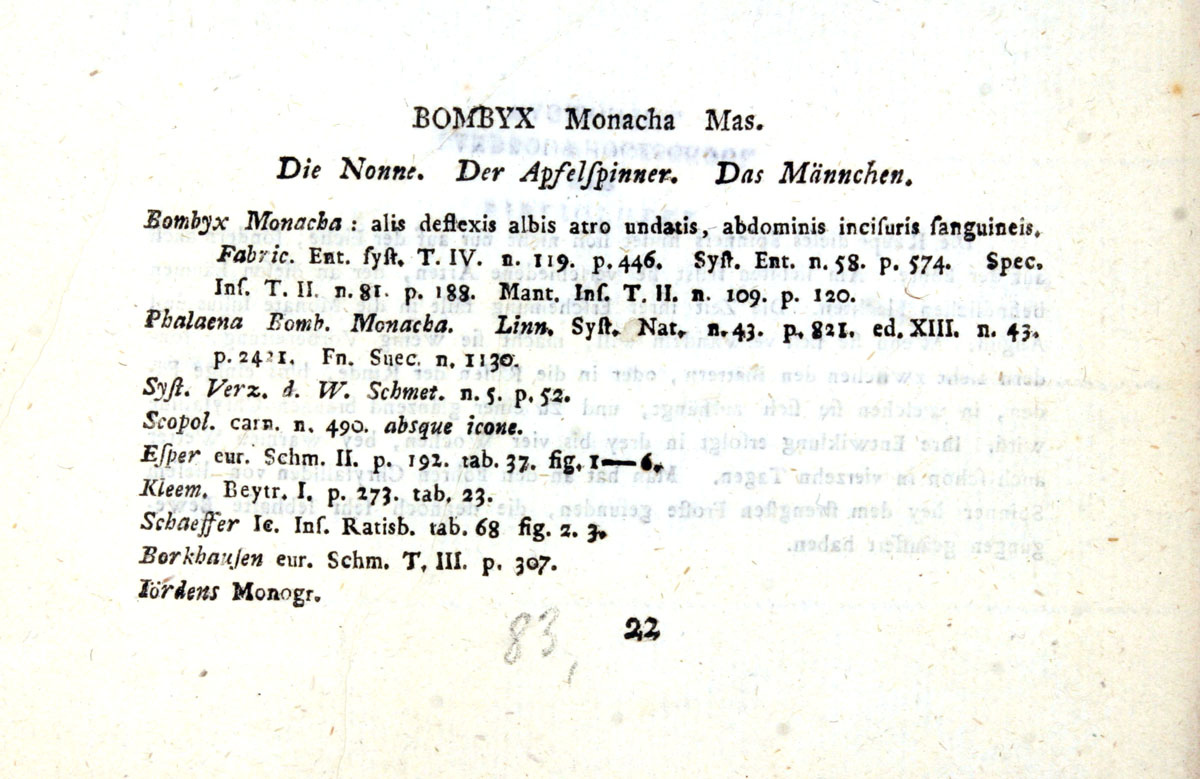 BOMBYX Monacha Mas.
Die Nonne. Der Apfelſpinner. Das Männchen.
Bombyx Monacha: alis deflexis albis atro undatis, abdominis inciſuris ſanguineis.
Fabric. Ent. ſyſt. T. IV. n. 119. p. 446. Syſt. Ent. n. 58. p. 574. Spec.
Inſ. T. II. n. 81. p. 188. Mant. Inſ. T. II. n. 109. p. 120.
Phalaena Bomb. Monacha. Linn. Syſt. Nat. n. 43. p. 821. ed. XIII. n. 43.
p. 2421. Fn. Suec. n. 1130.
Syſt. Verz. d. W. Schmet. n. 5. p. 52.
Scopol. carn. n. 490. absque icone.
Eſper eur. Schm. II. p. 192. tab. 37. fig. 1—6.
Kleem. Beytr. I. p. 273. tab. 23.
Schaeffer Ic. Inſ. Ratisb. tab. 68 fig. 2. 3.
Borkhauſen eur. Schm. T. III. p. 307.
Iördens Monogr.
83, 22